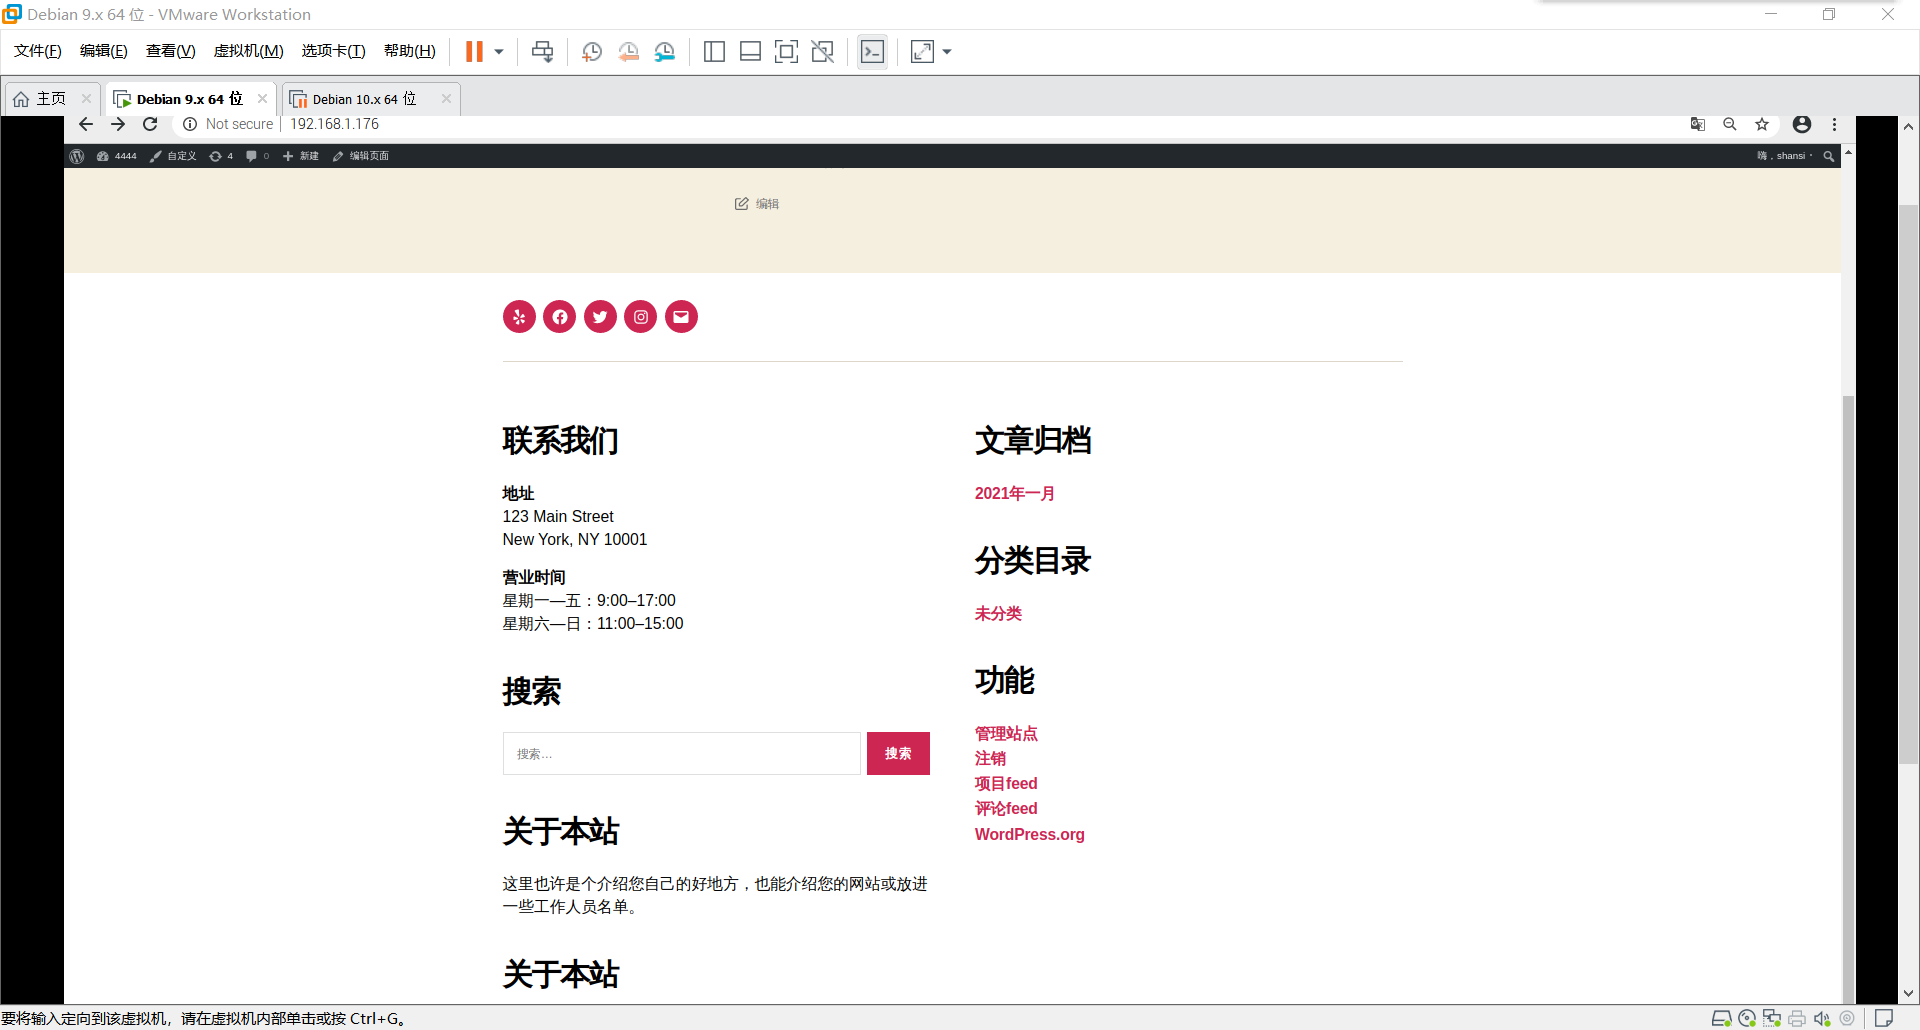 Debian 9.x 64 位 - VMware Workstation
文件(F) 编辑(E) 查看(V) 虚拟机(M) 选项卡(T) 帮助(H)
主页 Debian 9.x 64 位 Debian 10.x 64 位
Not secure 192.168.1.176
4444 自定义 4 0 新建 编辑页面 嗨，shansi
编辑
联系我们
地址
123 Main Street
New York, NY 10001
营业时间
星期一—五：9:00–17:00
星期六—日：11:00–15:00
搜索
搜索… 搜索
关于本站
这里也许是个介绍您自己的好地方，也能介绍您的网站或放进
一些工作人员名单。
关于本站
文章归档
2021年一月
分类目录
未分类
功能
管理站点
注销
项目feed
评论feed
WordPress.org
要将输入定向到该虚拟机，请在虚拟机内部单击或按 Ctrl+G。